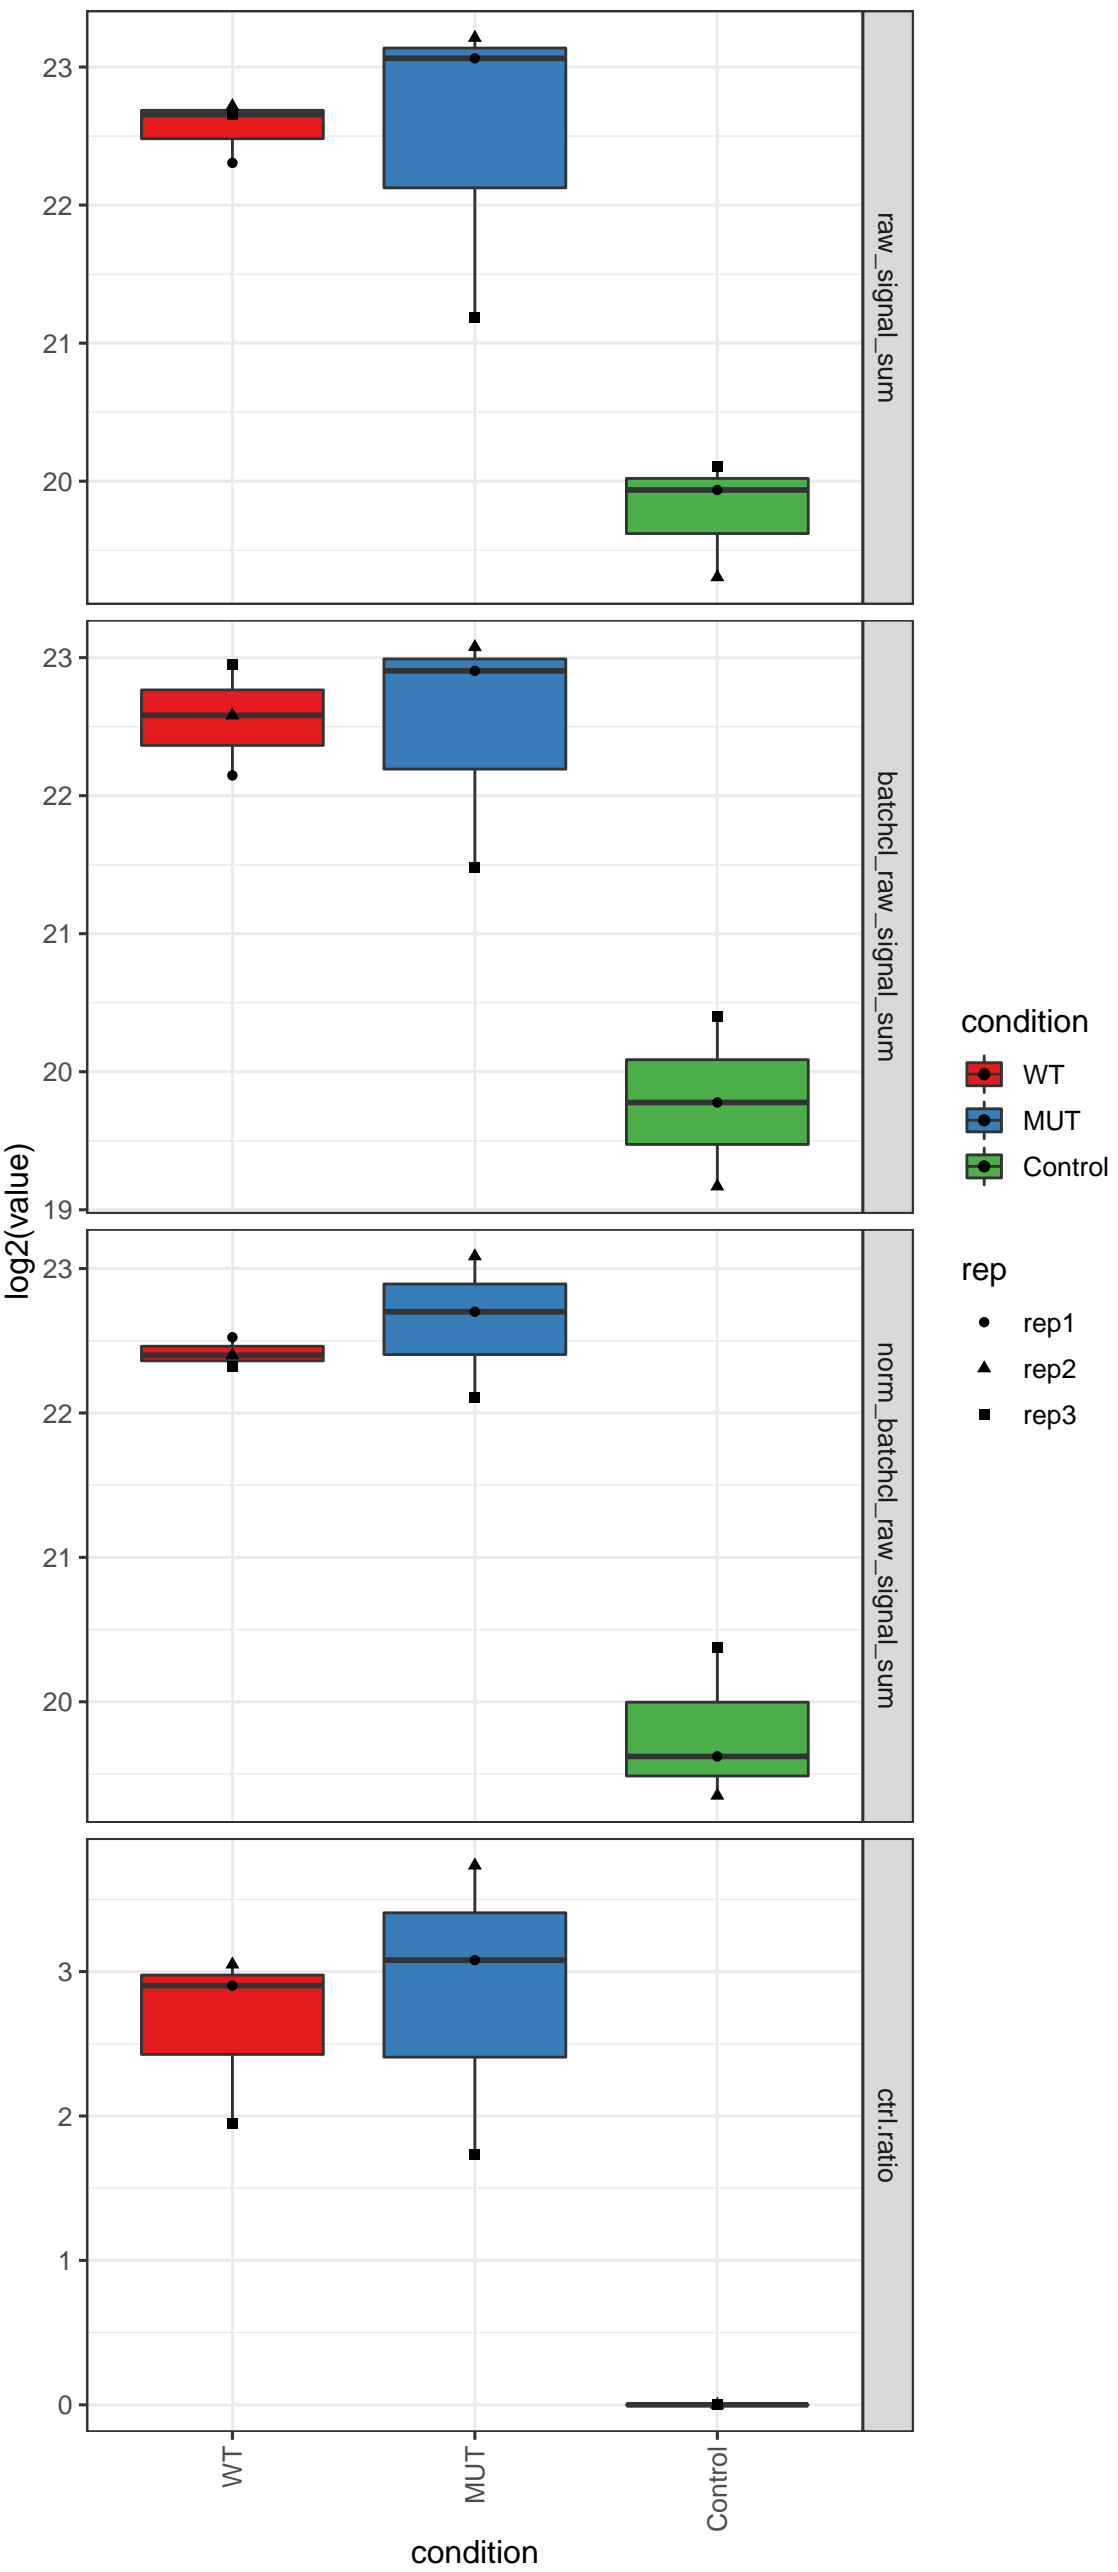 23
22
21
20
raw_signal_sum
23
22
21
20
19
batchcl_raw_signal_sum
23
22
21
20
norm_batchcl_raw_signal_sum
3
2
1
0
ctrl.ratio
log2(value)
WT
MUT
Control
condition
condition
WT
MUT
Control
rep
rep1
rep2
rep3